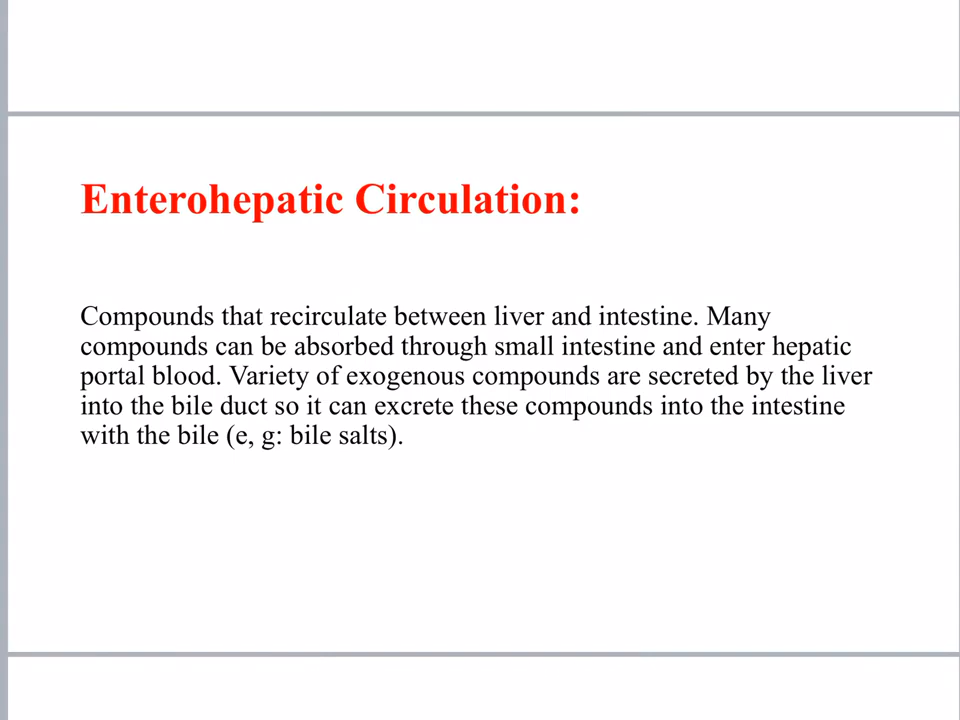 Enterohepatic Circulation:
Compounds that recirculate between liver and intestine. Many
compounds can be absorbed through small intestine and enter hepatic
portal blood. Variety of exogenous compounds are secreted by the liver
into the bile duct so it can excrete these compounds into the intestine
with the bile (e, g: bile salts).